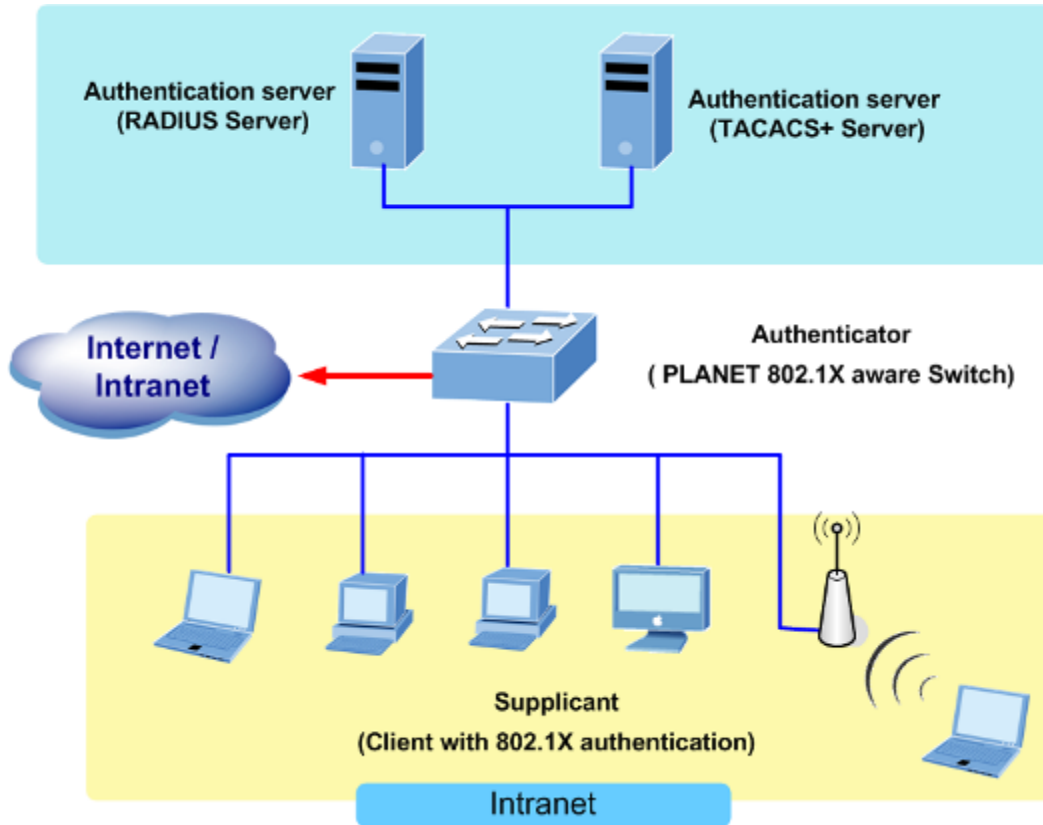 Authentication server
(RADIUS Server)
Authentication server
(TACACS+ Server)
Internet /
Intranet
Authenticator
( PLANET 802.1X aware Switch)
Supplicant
(Client with 802.1X authentication)
Intranet